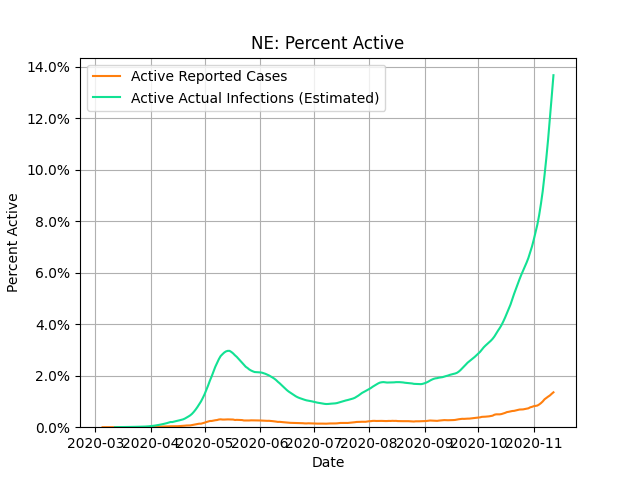 NE: Percent Active
Active Reported Cases
Active Actual Infections (Estimated)
Percent Active
14.0%
12.0%
10.0%
8.0%
6.0%
4.0%
2.0%
0.0%
2020-03 2020-04 2020-05 2020-06 2020-07 2020-08 2020-09 2020-10 2020-11
Date